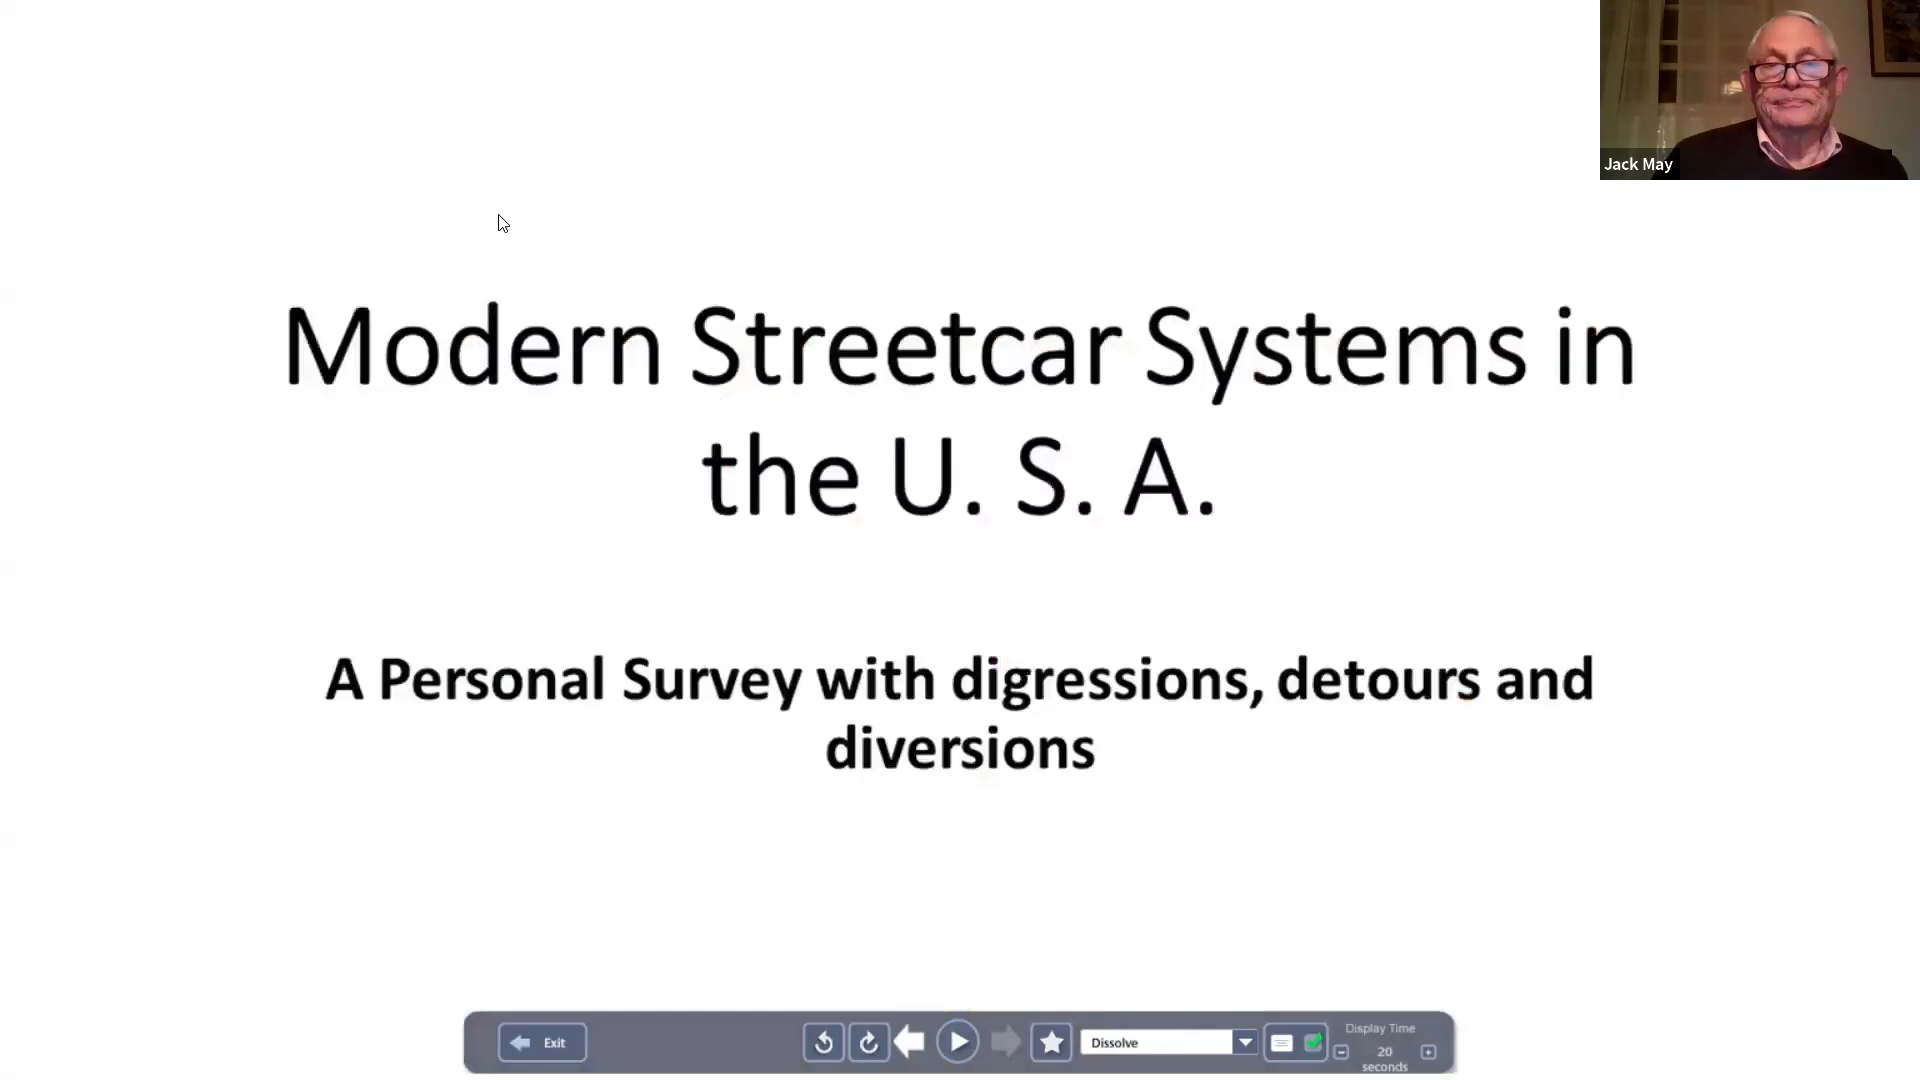 Jack May
Modern Streetcar Systems in
the U. S. A.
A Personal Survey with digressions, detours and
diversions
Exit
Dissolve
Display Time
20
seconds